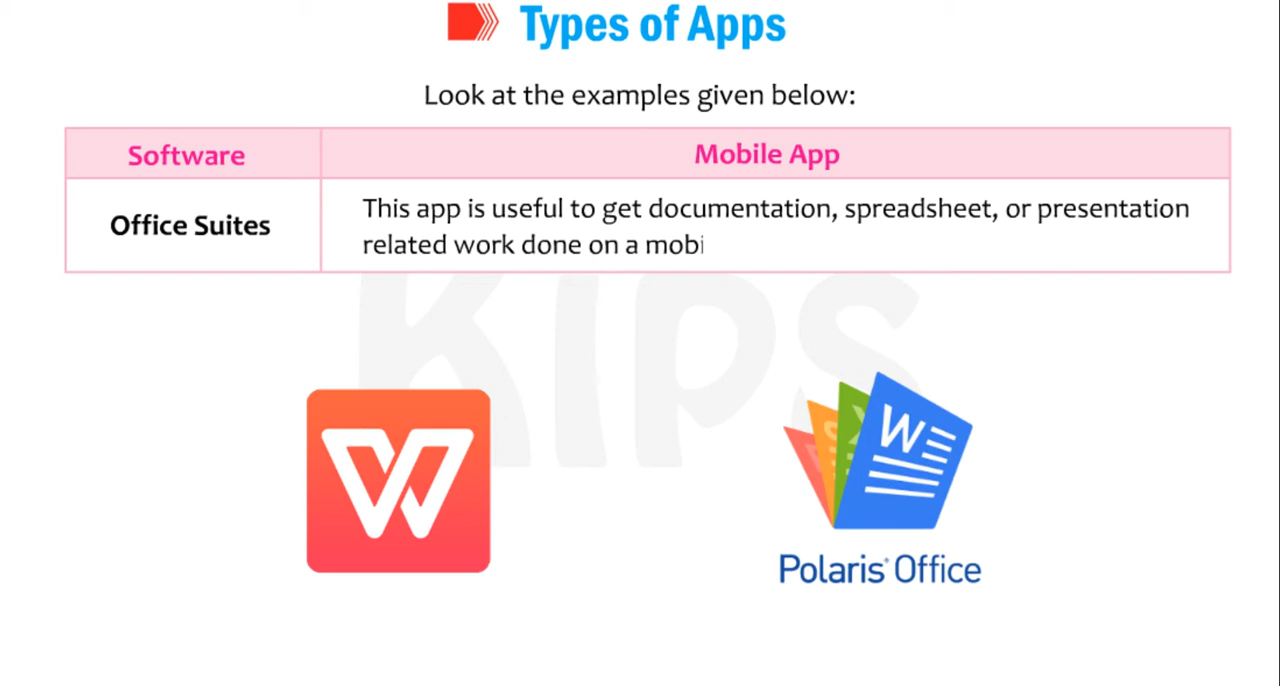 Types of Apps
Look at the examples given below:
Software
Mobile App
Office Suites
This app is useful to get documentation, spreadsheet, or presentation
related work done on a mobi
KIPS
W
Polaris Office